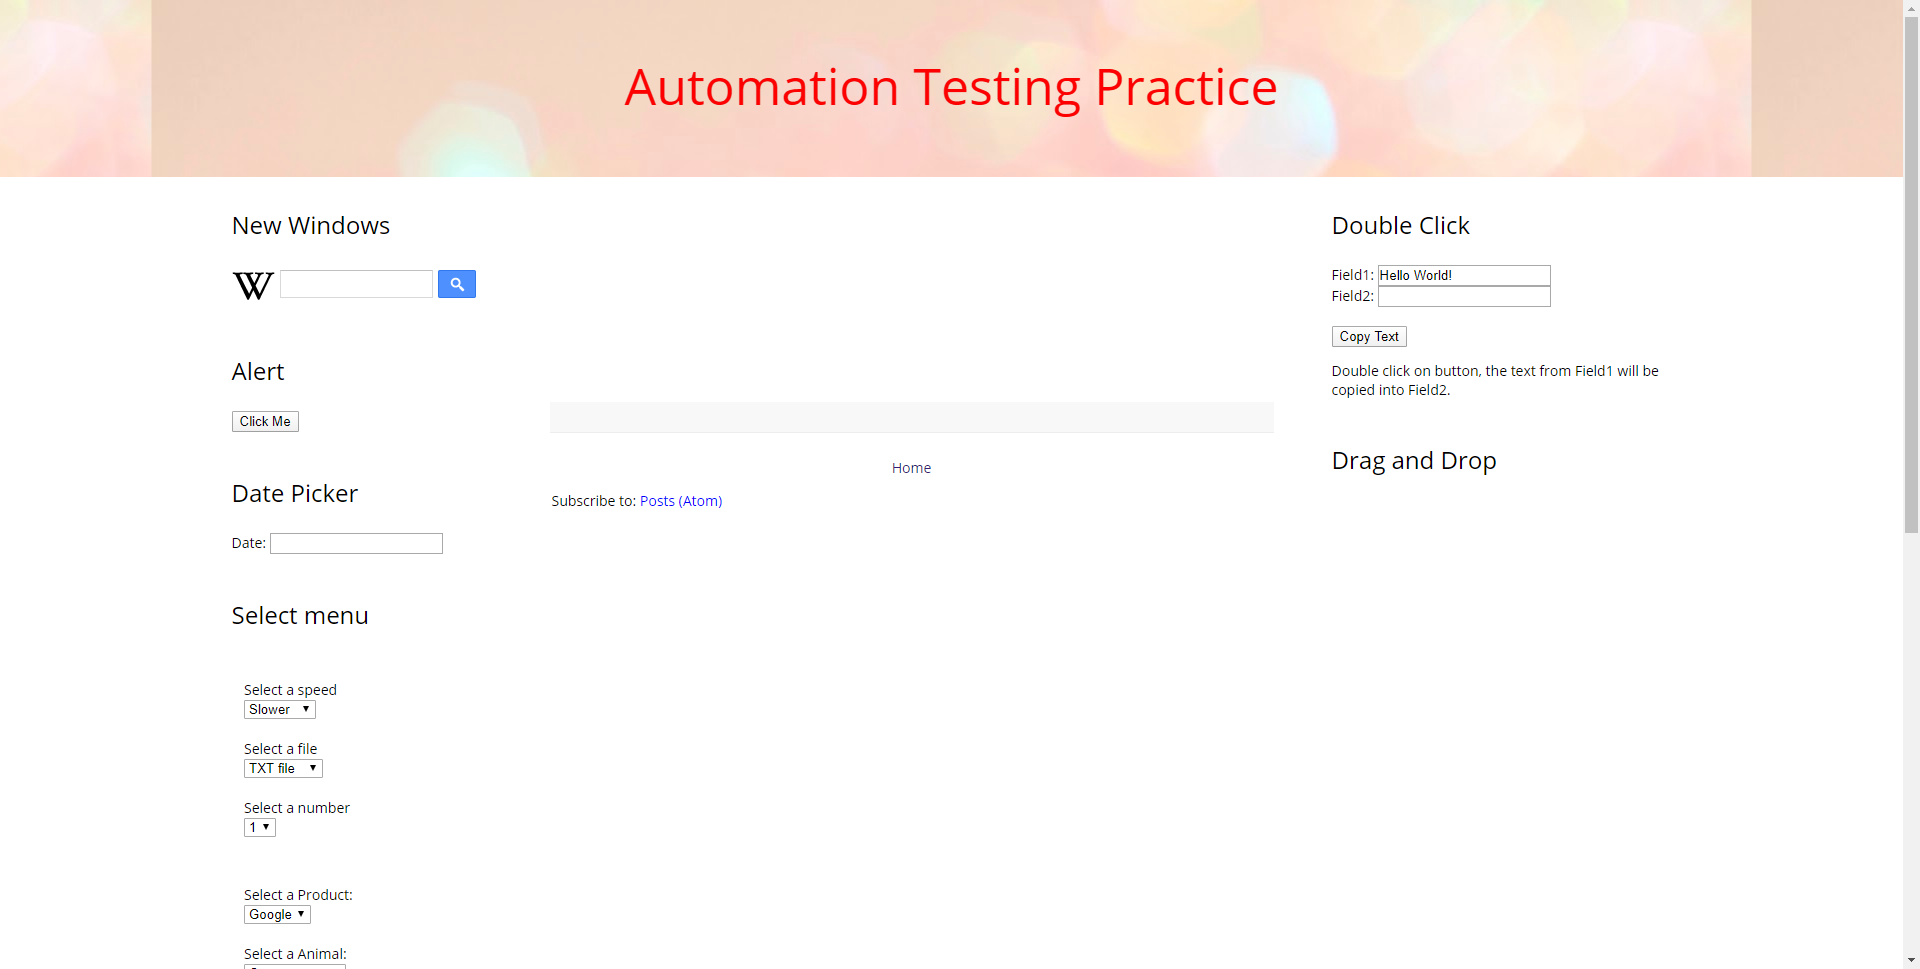 Automation Testing Practice
New Windows
W
Alert
Click Me
Date Picker
Date:
Select menu
Select a speed
Slower
Select a file
TXT file
Select a number
1
Select a Product:
Google
Select a Animal:
Home
Subscribe to: Posts (Atom)
Double Click
Field1: Hello World!
Field2:
Copy Text
Double click on button, the text from Field1 will be
copied into Field2.
Drag and Drop